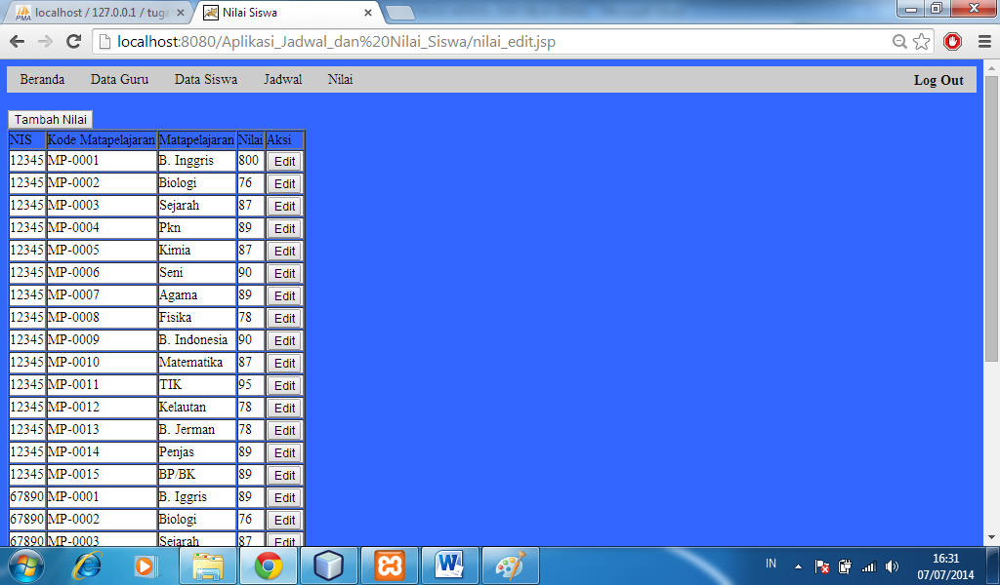 localhost / 127.0.0.1 / tuga
Nilai Siswa
localhost:8080/Aplikasi_Jadwal_dan%20Nilai_Siswa/nilai_edit.jsp
Beranda Data Guru Data Siswa Jadwal Nilai Log Out
Tambah Nilai
NIS Kode Matapelajaran Matapelajaran Nilai Aksi
12345 MP-0001 B. Inggris 800 Edit
12345 MP-0002 Biologi 76 Edit
12345 MP-0003 Sejarah 87 Edit
12345 MP-0004 Pkn 89 Edit
12345 MP-0005 Kimia 87 Edit
12345 MP-0006 Seni 90 Edit
12345 MP-0007 Agama 89 Edit
12345 MP-0008 Fisika 78 Edit
12345 MP-0009 B. Indonesia 90 Edit
12345 MP-0010 Matematika 87 Edit
12345 MP-0011 TIK 95 Edit
12345 MP-0012 Kelautan 78 Edit
12345 MP-0013 B. Jerman 78 Edit
12345 MP-0014 Penjas 89 Edit
12345 MP-0015 BP/BK 89 Edit
67890 MP-0001 B. Iggris 89 Edit
67890 MP-0002 Biologi 76 Edit
67890 MP-0003 Sejarah 87 Edit
IN
16:31
07/07/2014